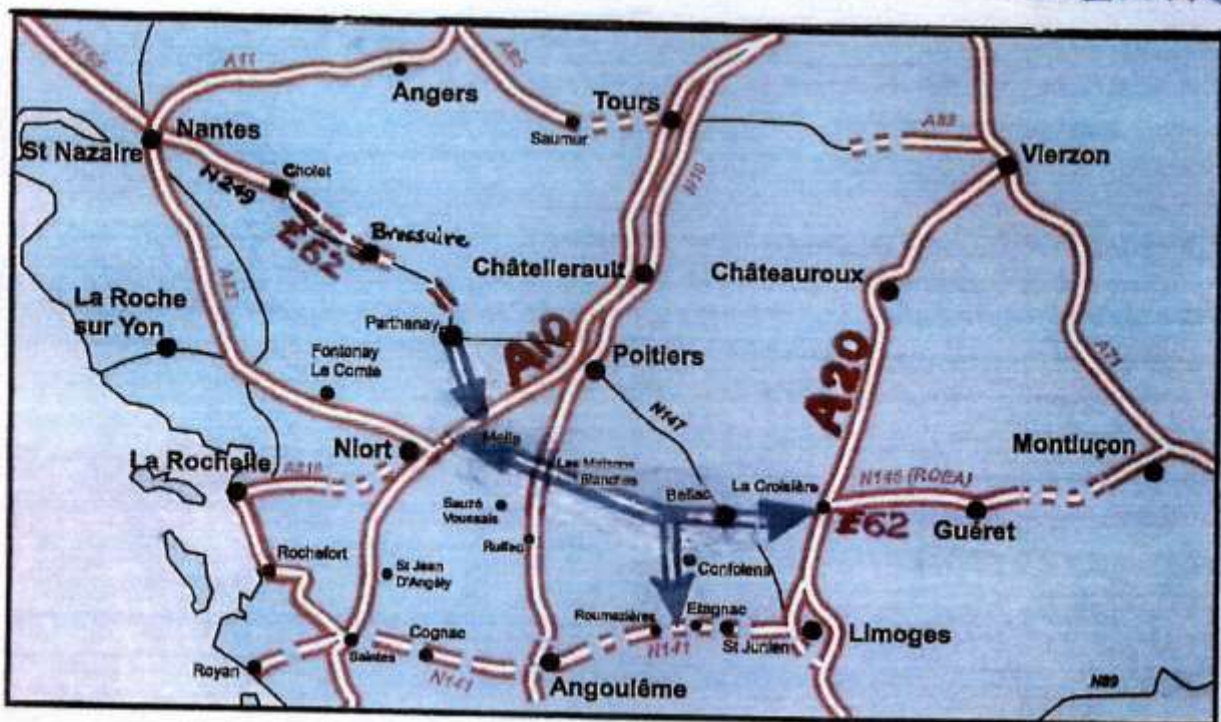 N165
A11
A85
Angers
Tours
Saumur
Nantes
St Nazaire
Cholet
N249
E62
Bressuire
N10
A85
Vierzon
Châtellerault
Châteauroux
La Roche
sur Yon
A83
Parthenay
Fontenay
Le Comte
A10
Poitiers
A20
A71
N147
Montluçon
Niort
Melle
Les Maisons
Blanches
La Rochelle
Bellac
La Croisière
N145 (RCEA)
E62
Guéret
Sauzé
Voussais
Ruffec
Rochefort
St Jean
D'Angély
Confolens
Roumazières
Etagnac
N141
St Junien
Limoges
Royan
Saintes
Cognac
N141
Angoulême
N89